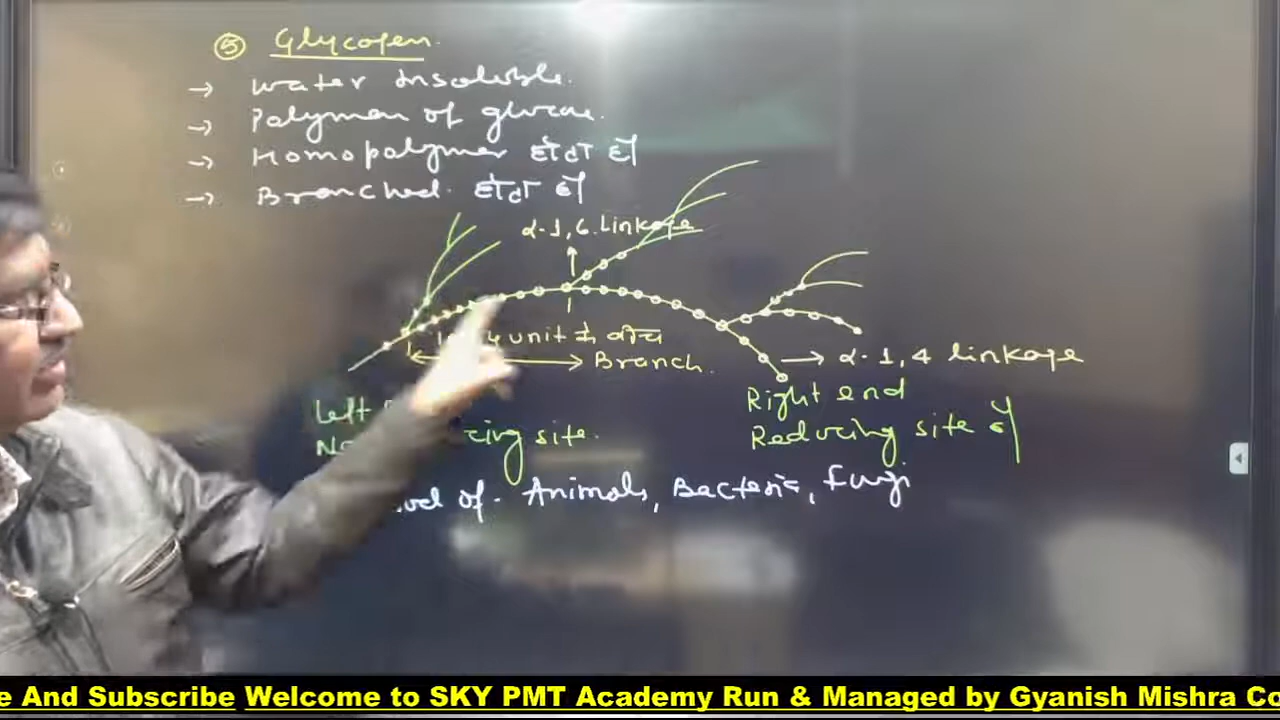 ⑤ Glycogen
→ Water Insoluble.
→ Polymer of glucose.
→ Homopolymer होता है
→ Branched. होता है
α-1,6 linkage
unit के बीच
Branch.
→ α-1,4 linkage
Left
Right end
cing site.
Reducing site
of. Animals, Bacteria, Fungi
e And Subscribe Welcome to SKY PMT Academy Run & Managed by Gyanish Mishra Co